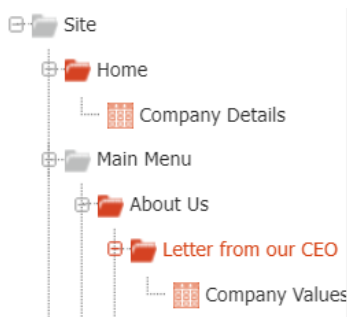 Site
Home
Company Details
Main Menu
About Us
Letter from our CEO
Company Values